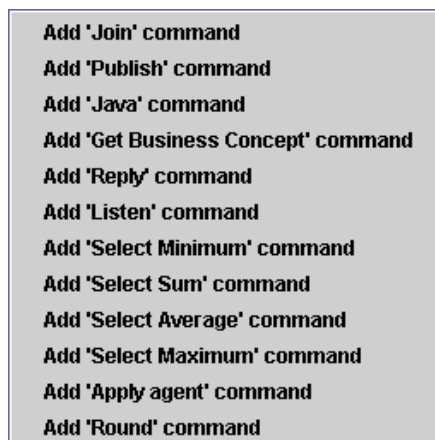 Add 'Join' command
Add 'Publish' command
Add 'Java' command
Add 'Get Business Concept' command
Add 'Reply' command
Add 'Listen' command
Add 'Select Minimum' command
Add 'Select Sum' command
Add 'Select Average' command
Add 'Select Maximum' command
Add 'Apply agent' command
Add 'Round' command